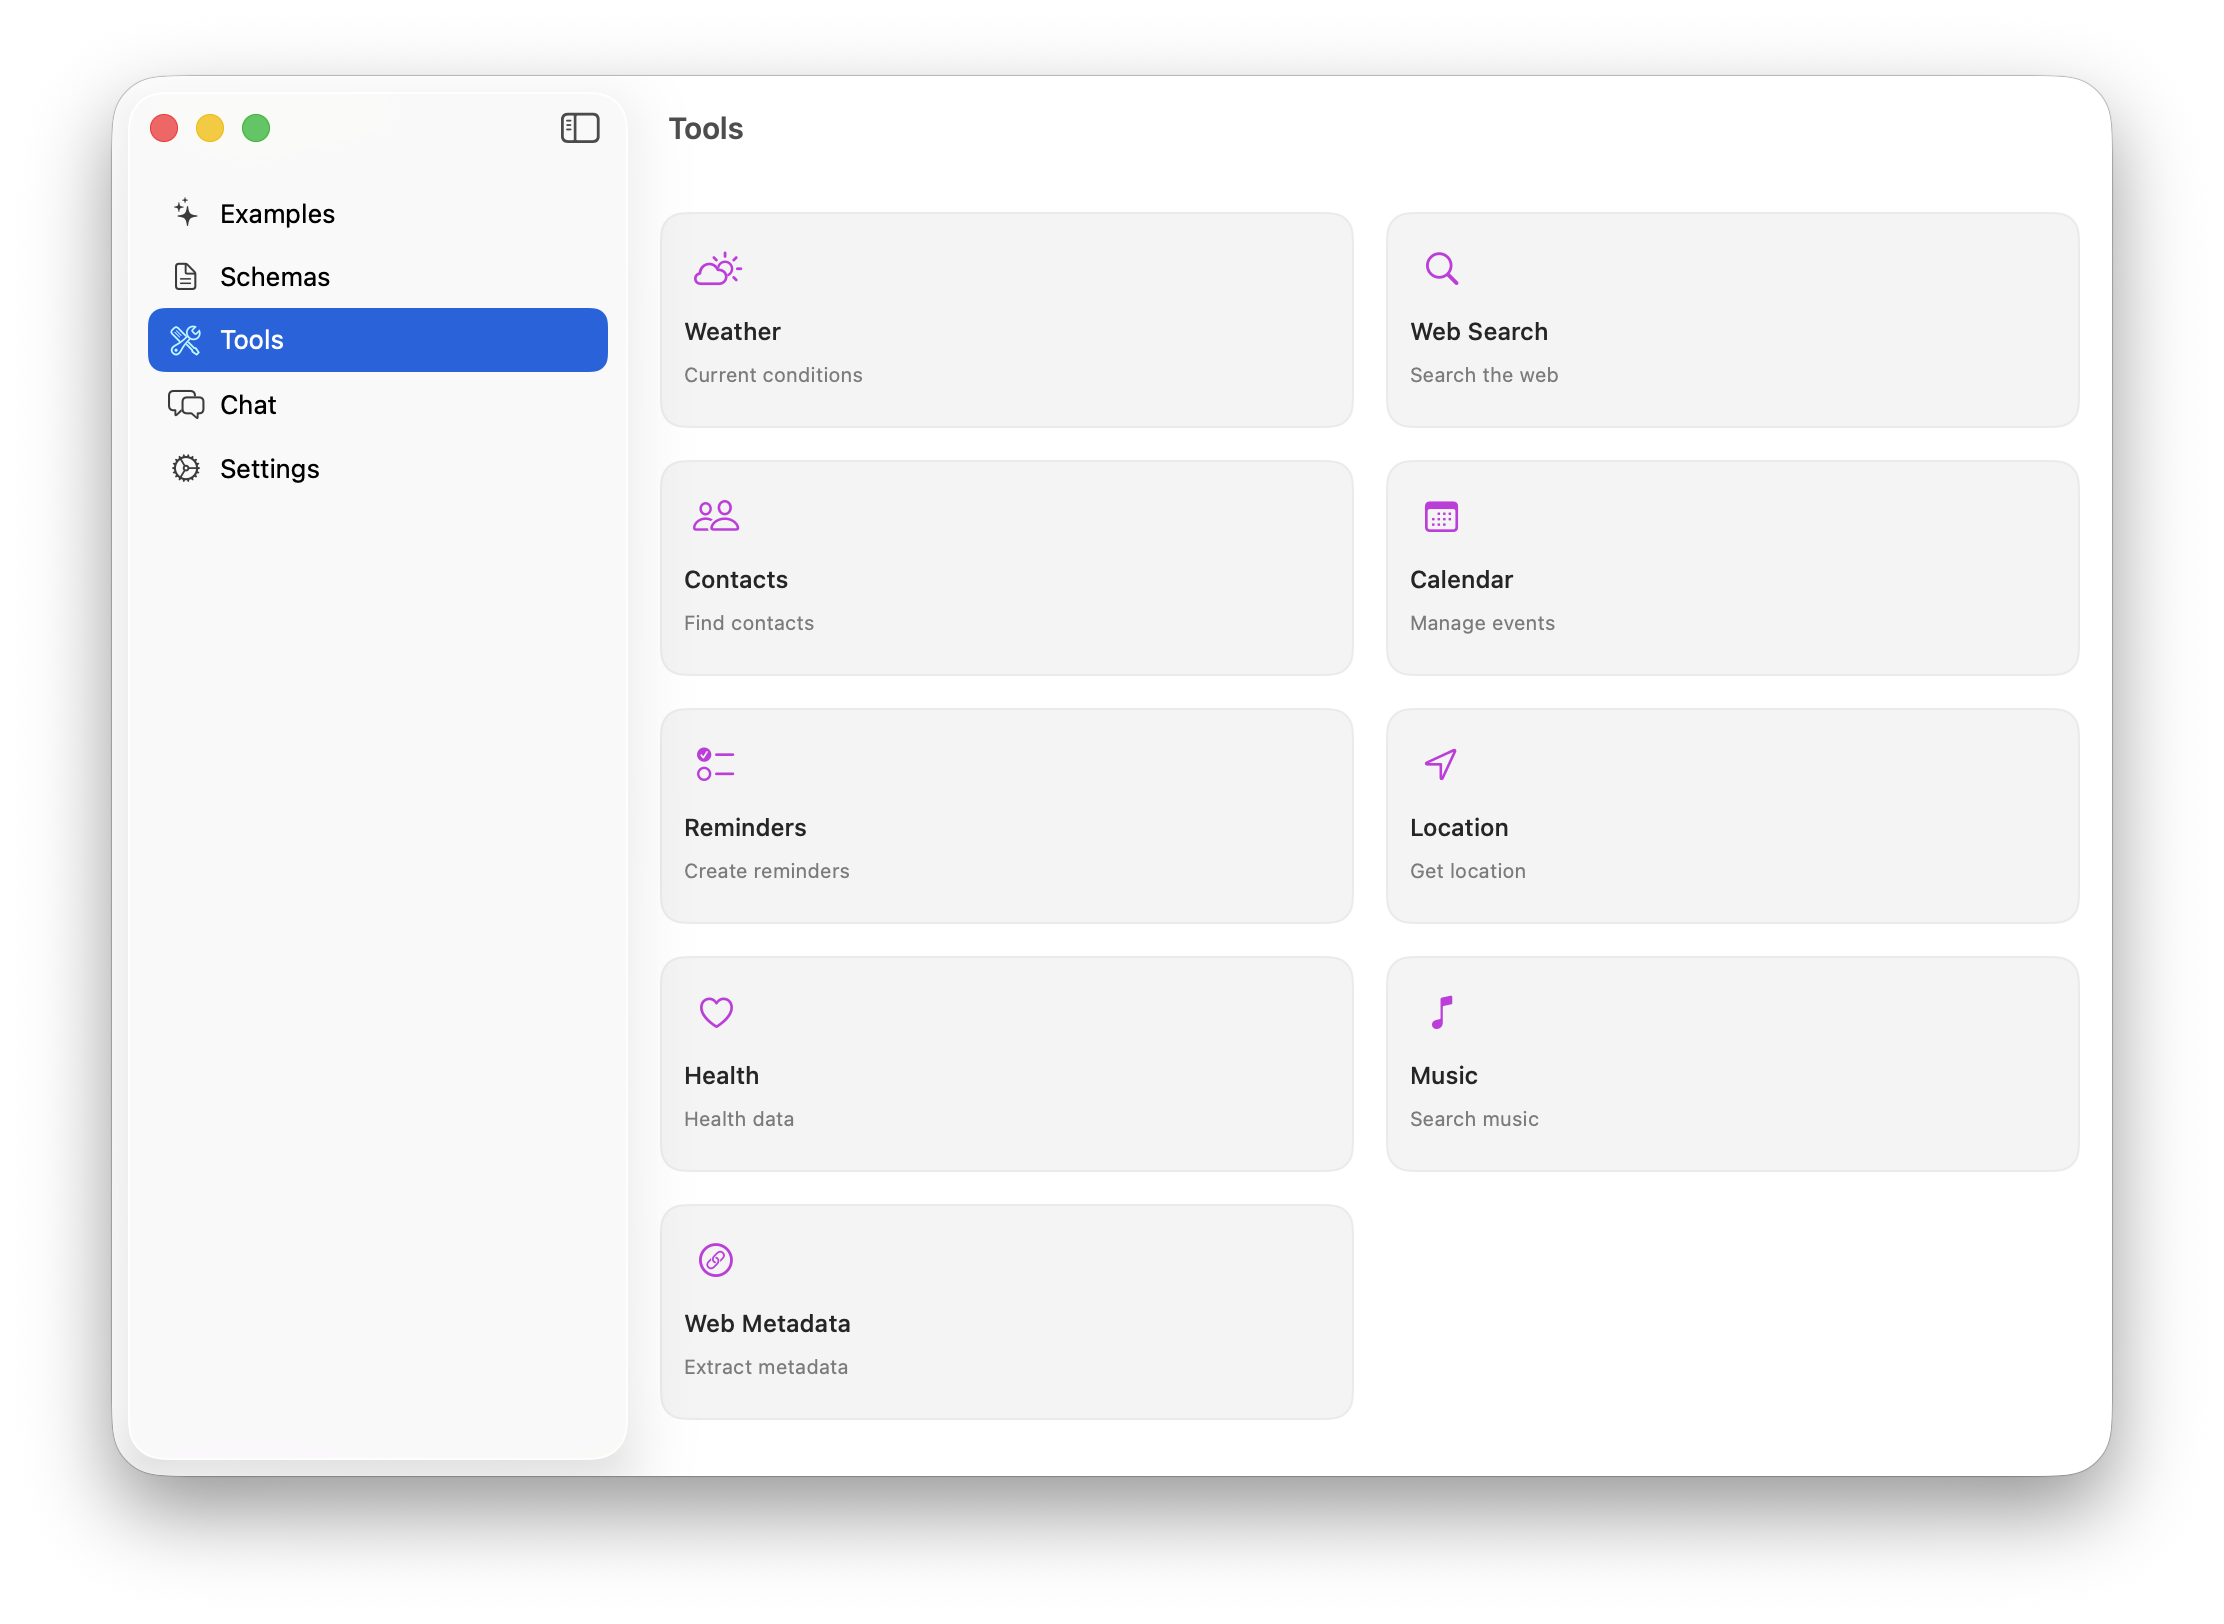 Examples
Schemas
Tools
Chat
Settings
Tools
Weather
Current conditions
Web Search
Search the web
Contacts
Find contacts
Calendar
Manage events
Reminders
Create reminders
Location
Get location
Health
Health data
Music
Search music
Web Metadata
Extract metadata